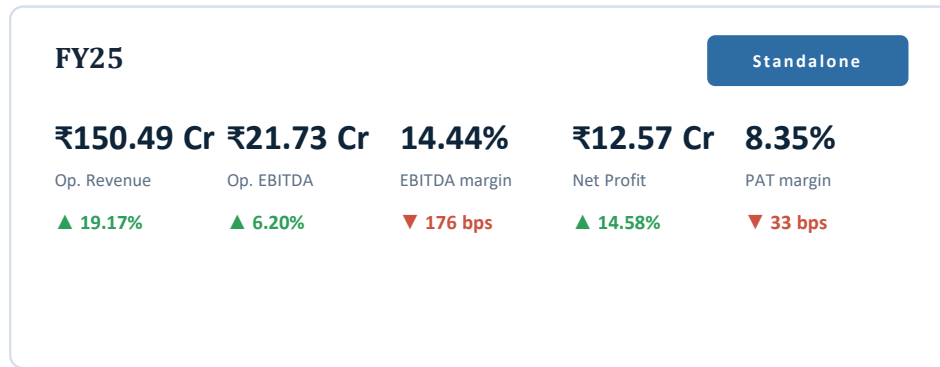 FY25
Standalone
₹150.49 Cr ₹21.73 Cr 14.44% ₹12.57 Cr 8.35%
Op. Revenue Op. EBITDA EBITDA margin Net Profit PAT margin
▲ 19.17% ▲ 6.20% ▼ 176 bps ▲ 14.58% ▼ 33 bps